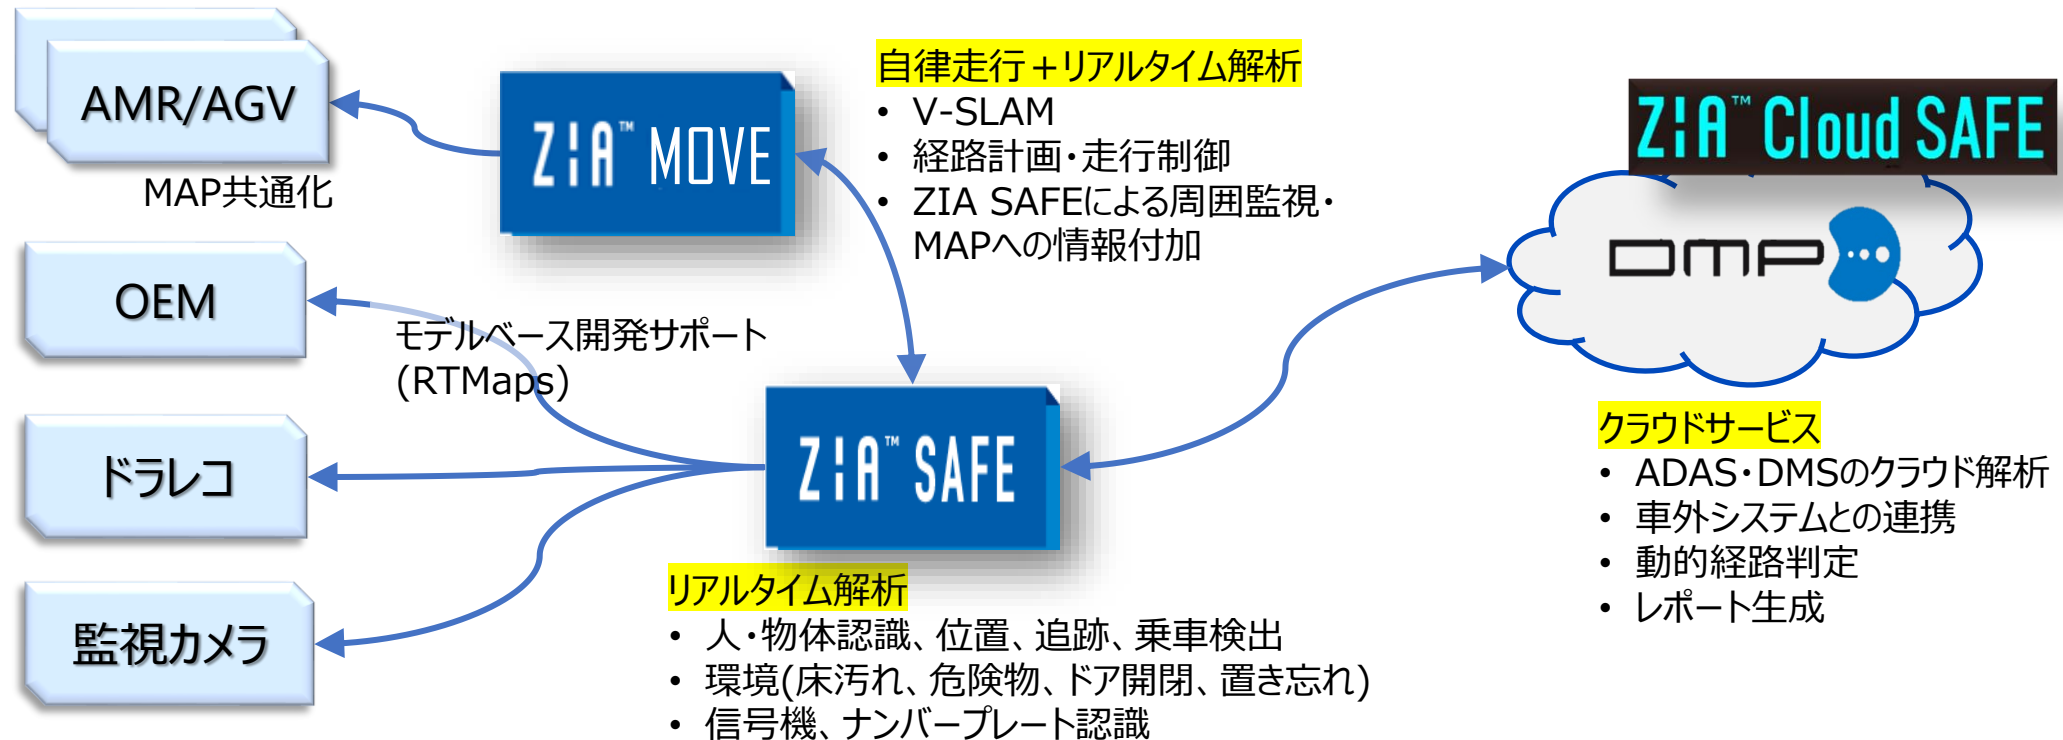 AMR/AGV
MAP共通化
OEM
ドラレコ
監視カメラ
ZIA™ MOVE
自律走行+リアルタイム解析
• V-SLAM
• 経路計画・走行制御
• ZIA SAFEによる周囲監視・
MAPへの情報付加
モデルベース開発サポート
(RTMaps)
ZIA™ SAFE
リアルタイム解析
• 人・物体認識、位置、追跡、乗車検出
• 環境(床汚れ、危険物、ドア開閉、置き忘れ)
• 信号機、ナンバープレート認識
ZIA™ Cloud SAFE
DMP
クラウドサービス
• ADAS・DMSのクラウド解析
• 車外システムとの連携
• 動的経路判定
• レポート生成